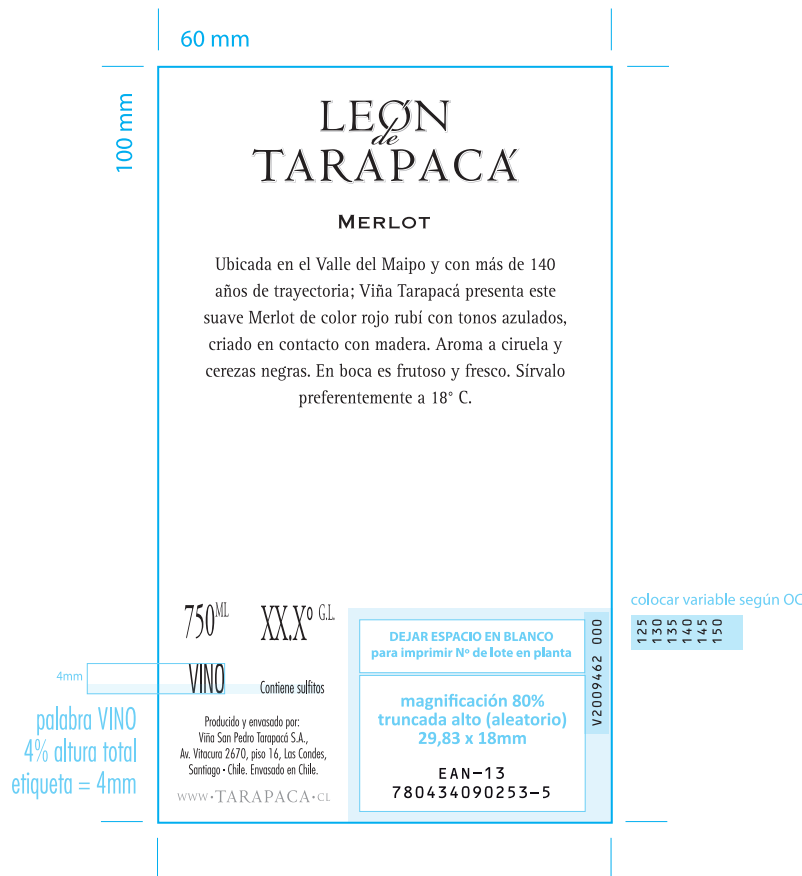 60 mm
100 mm
LEÓN
de
TARAPACÁ
MERLOT
Ubicada en el Valle del Maipo y con más de 140
años de trayectoria; Viña Tarapacá presenta este
suave Merlot de color rojo rubí con tonos azulados,
criado en contacto con madera. Aroma a ciruela y
cerezas negras. En boca es frutoso y fresco. Sírvalo
preferentemente a 18° C.
750 ML
XX.X° G.L.
VINO
Contiene sulfitos
4mm
palabra VINO
4% altura total
etiqueta = 4mm
Producido y envasado por:
Viña San Pedro Tarapacá S.A.,
Av. Vitacura 2670, piso 16, Las Condes,
Santiago • Chile. Envasado en Chile.
WWW•TARAPACA•CL
DEJAR ESPACIO EN BLANCO
para imprimir Nº de lote en planta
magnificación 80%
truncada alto (aleatorio)
29,83 x 18mm
EAN-13
780434090253-5
V2009462 000
colocar variable según OC
125
130
135
140
145
150